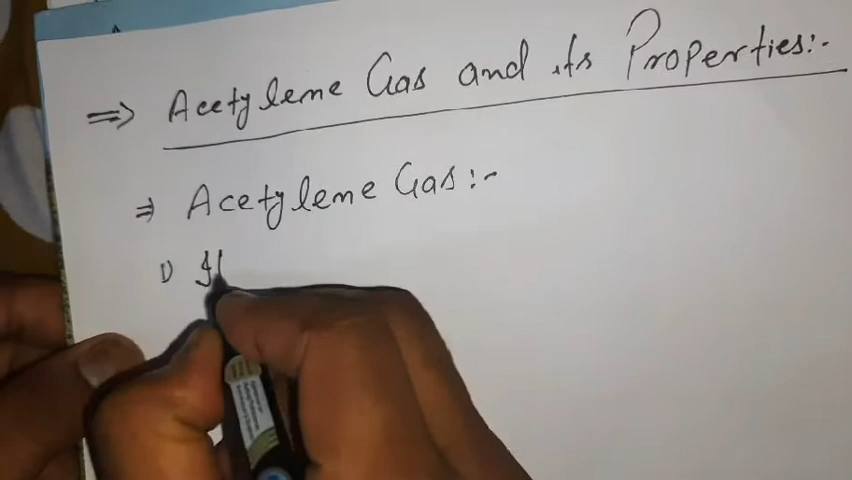 ⇒ Acetylene Gas and its Properties:-
⇒ Acetylene Gas:-
1)